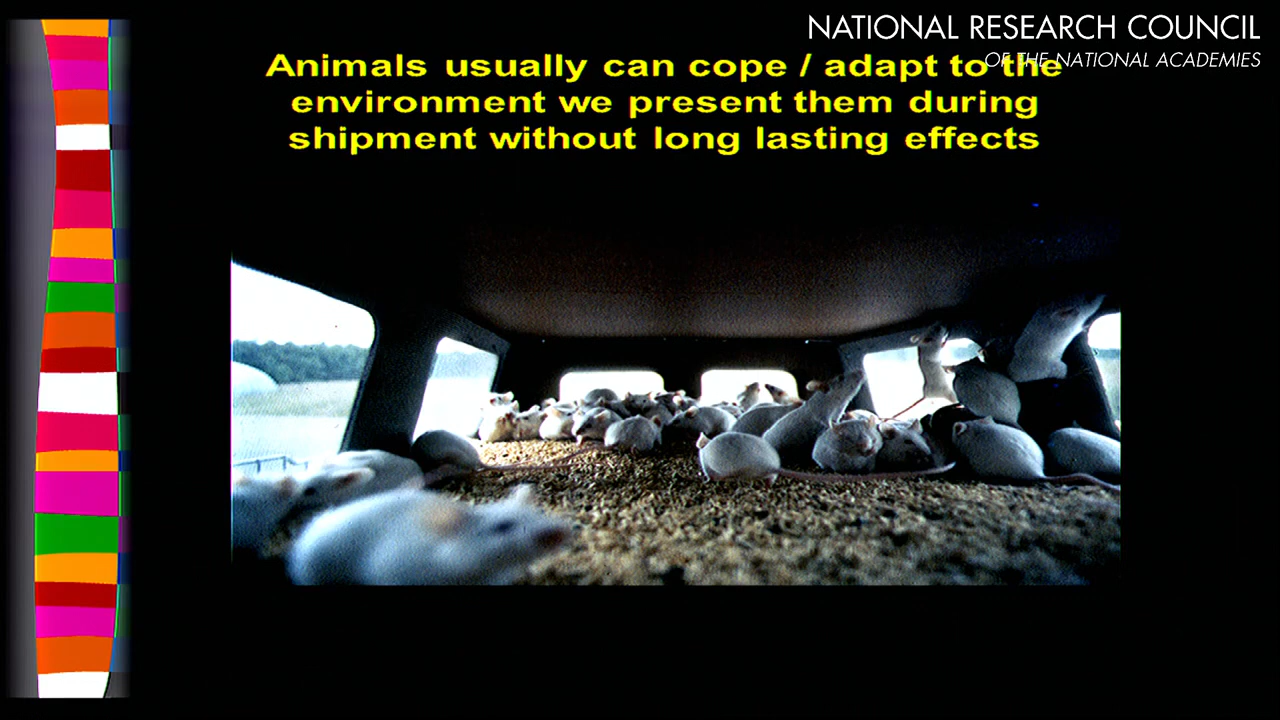 NATIONAL RESEARCH COUNCIL
OF THE NATIONAL ACADEMIES
Animals usually can cope / adapt to the
environment we present them during
shipment without long lasting effects